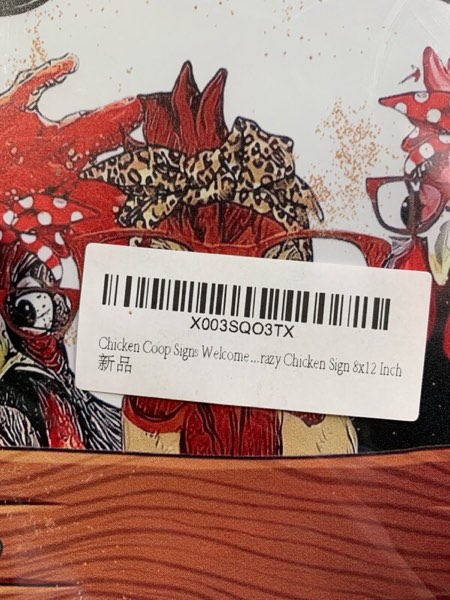 X003SQO3TX
Chicken Coop Signs Welcome...razy Chicken Sign 8x12 Inch
新品